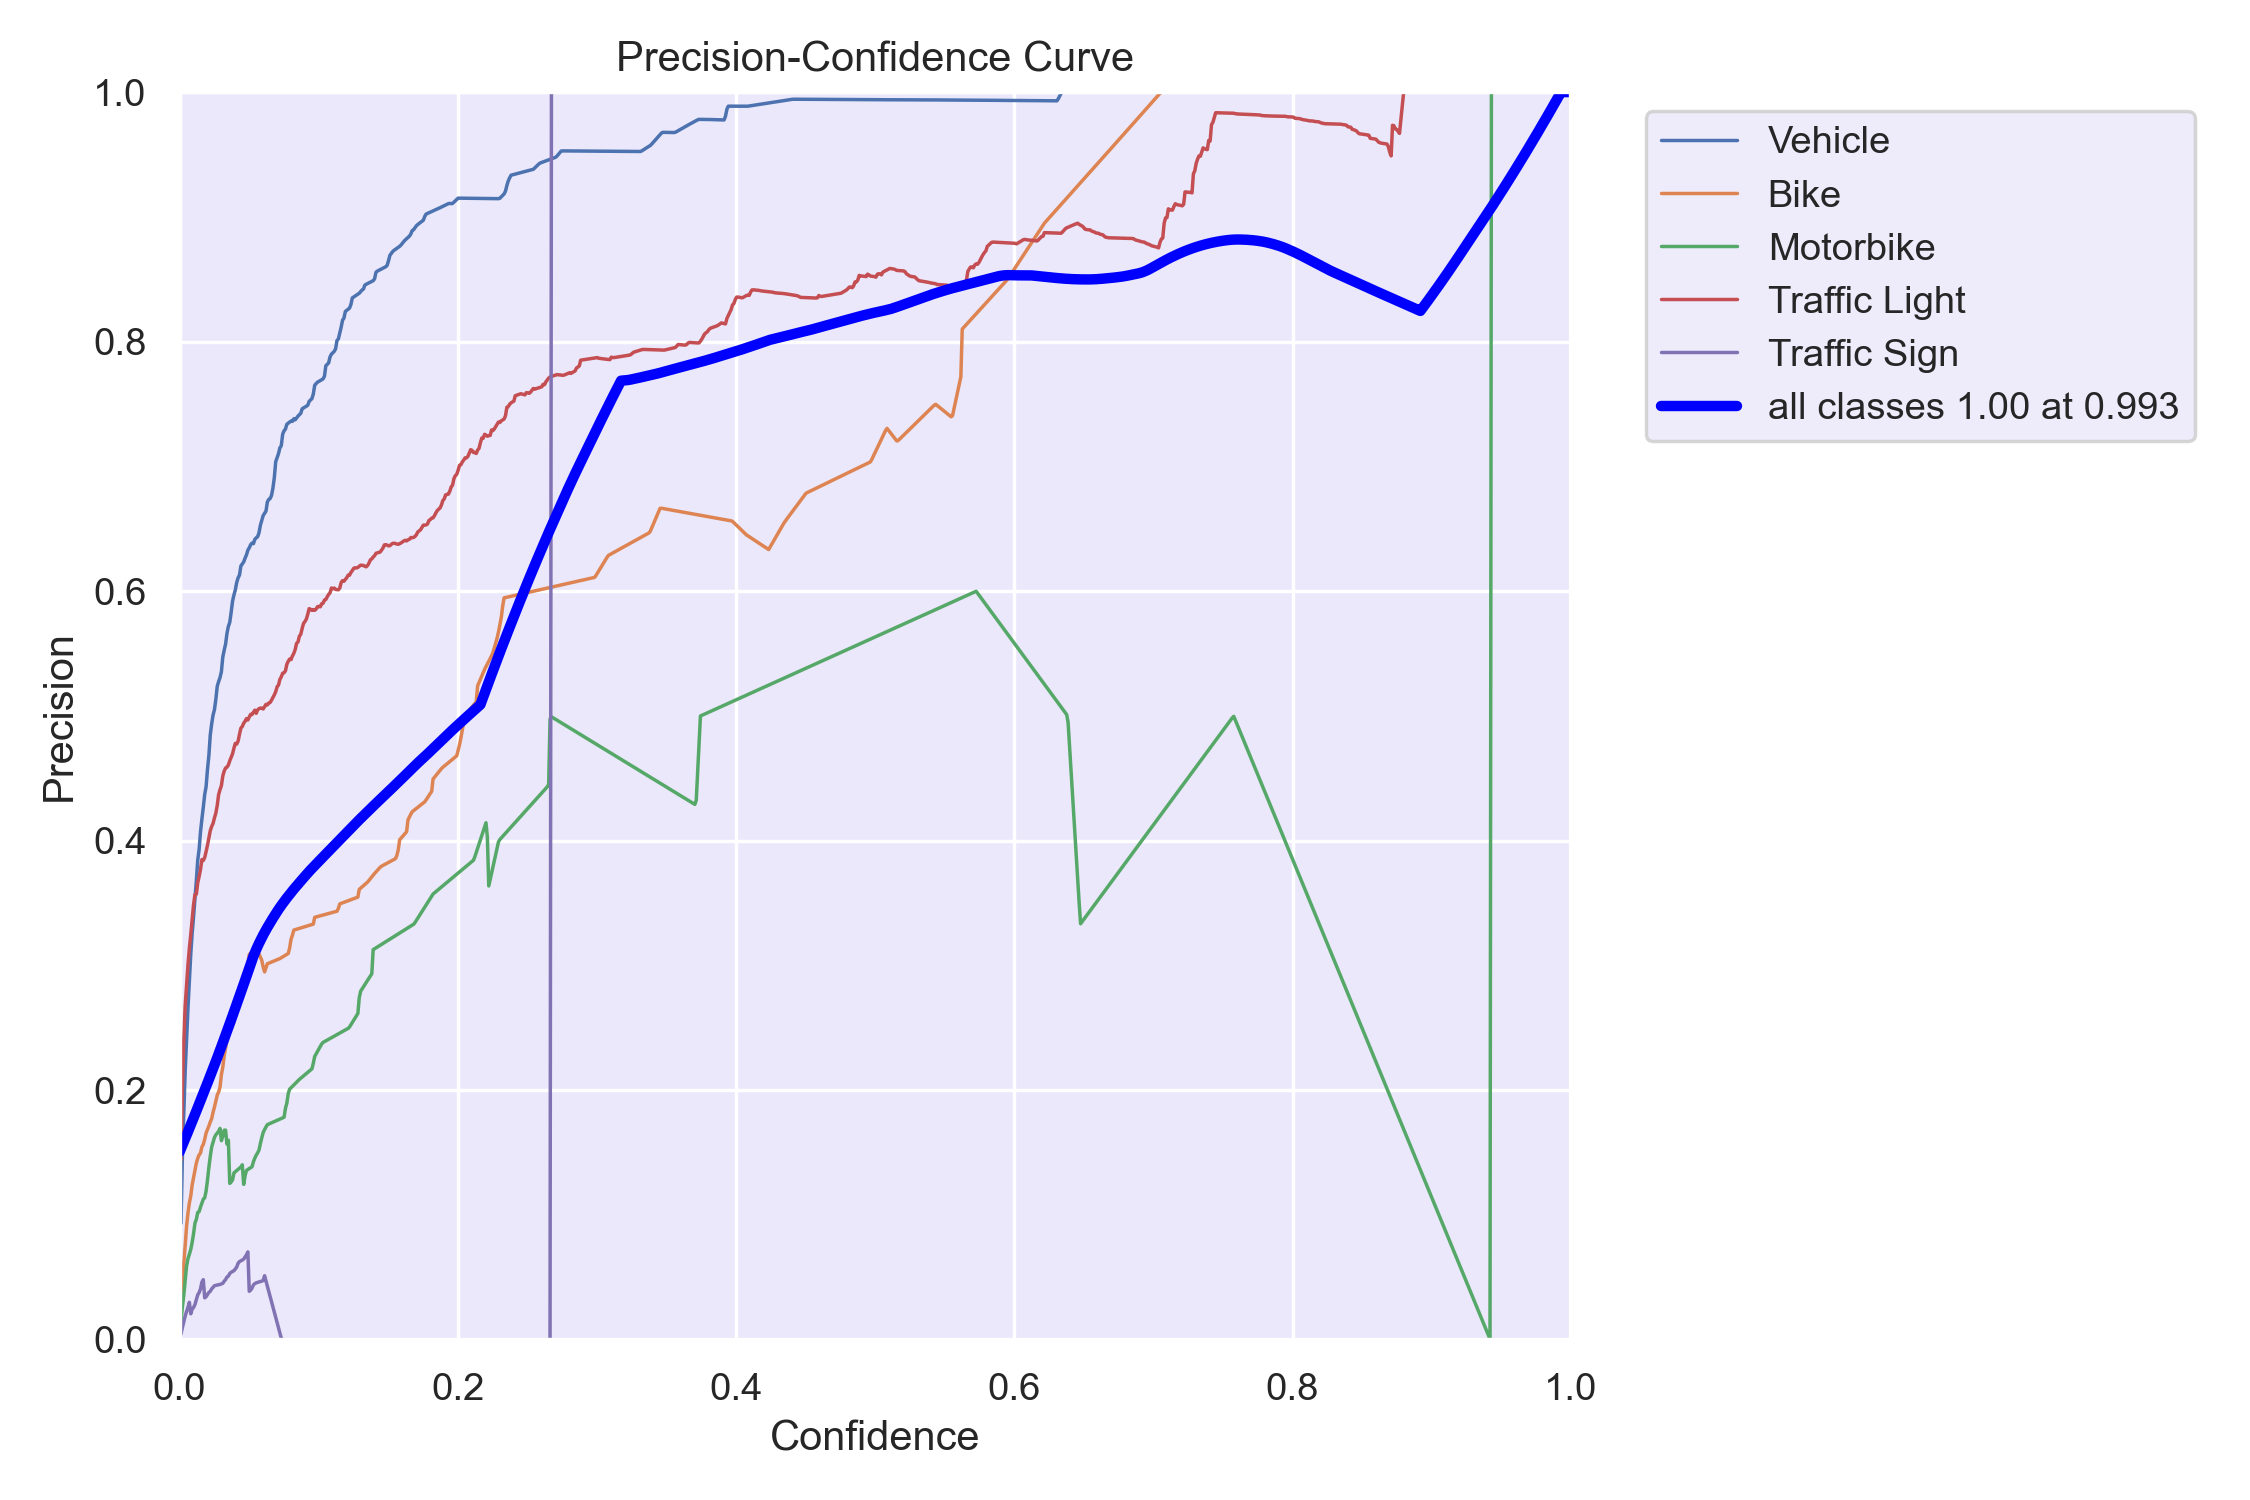 Precision-Confidence Curve
1.0
0.8
0.6
0.4
0.2
0.0
Precision
0.0 0.2 0.4 0.6 0.8 1.0
Confidence
Vehicle
Bike
Motorbike
Traffic Light
Traffic Sign
all classes 1.00 at 0.993